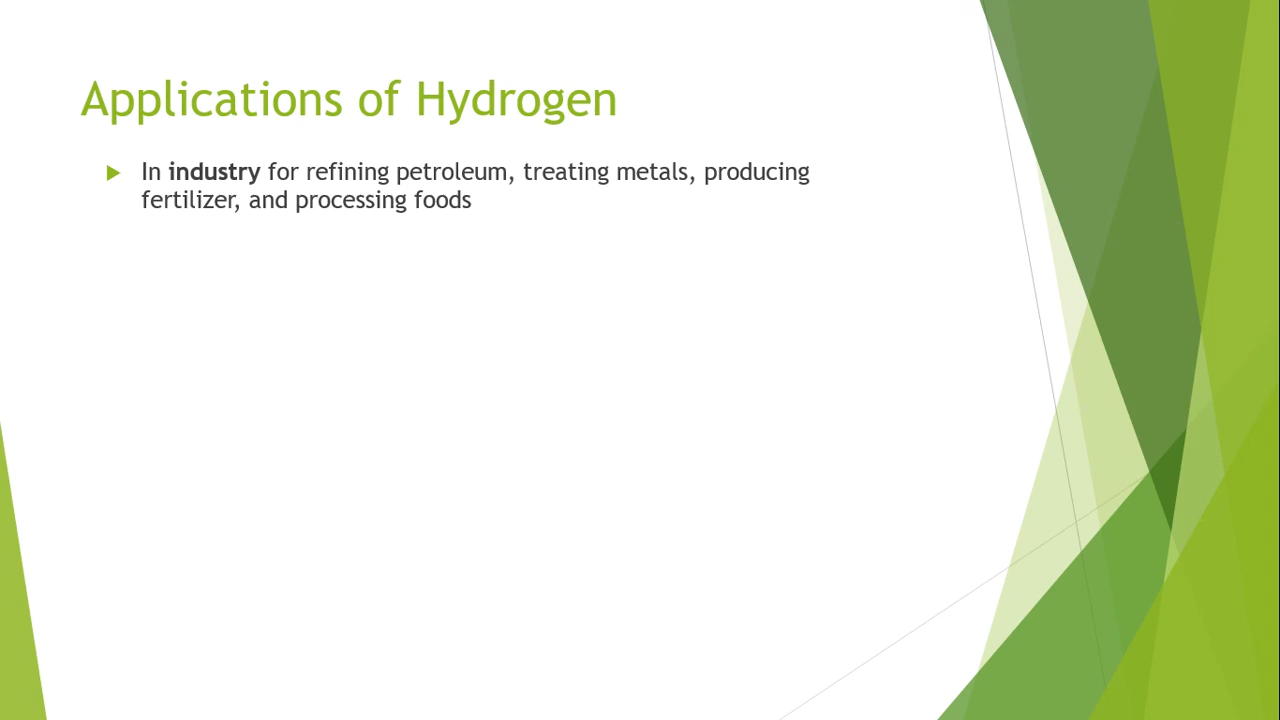 Applications of Hydrogen
In industry for refining petroleum, treating metals, producing
fertilizer, and processing foods